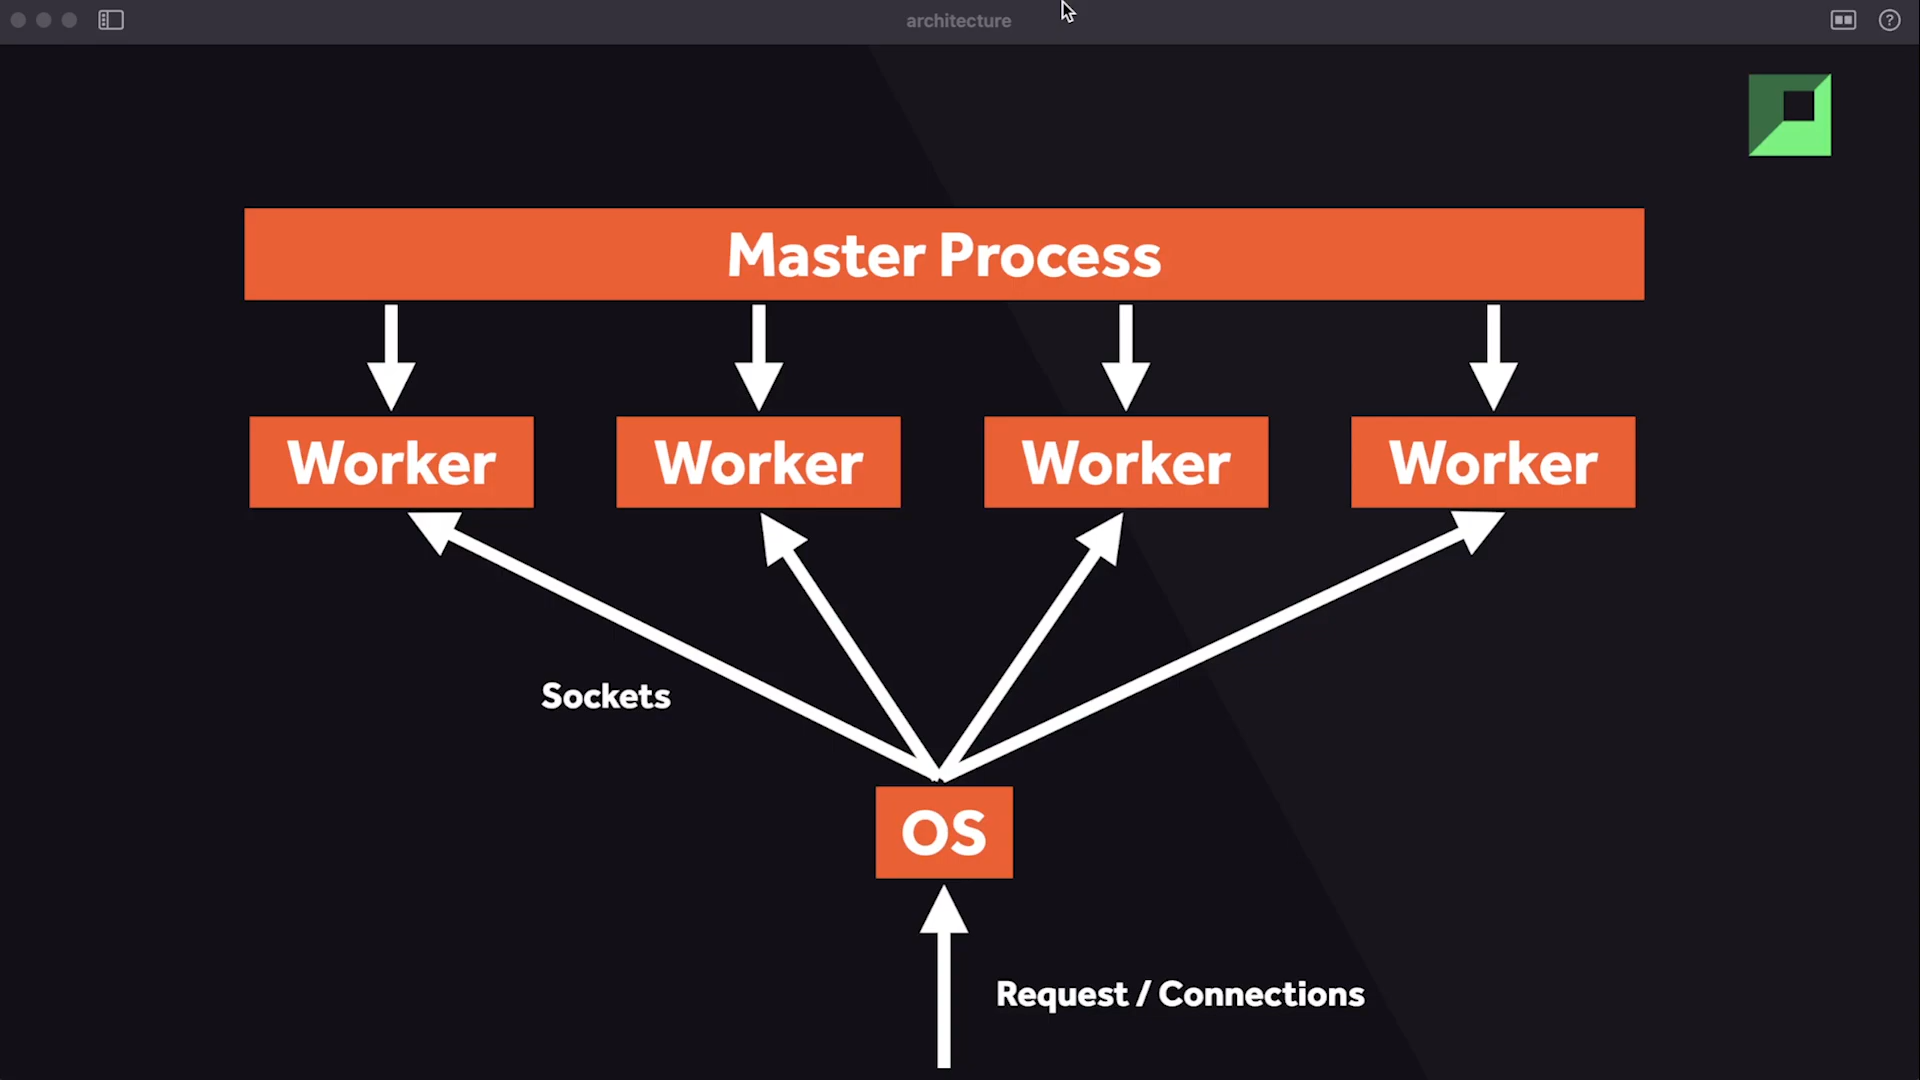 architecture
Master Process
Worker Worker Worker Worker
Sockets
OS
Request / Connections